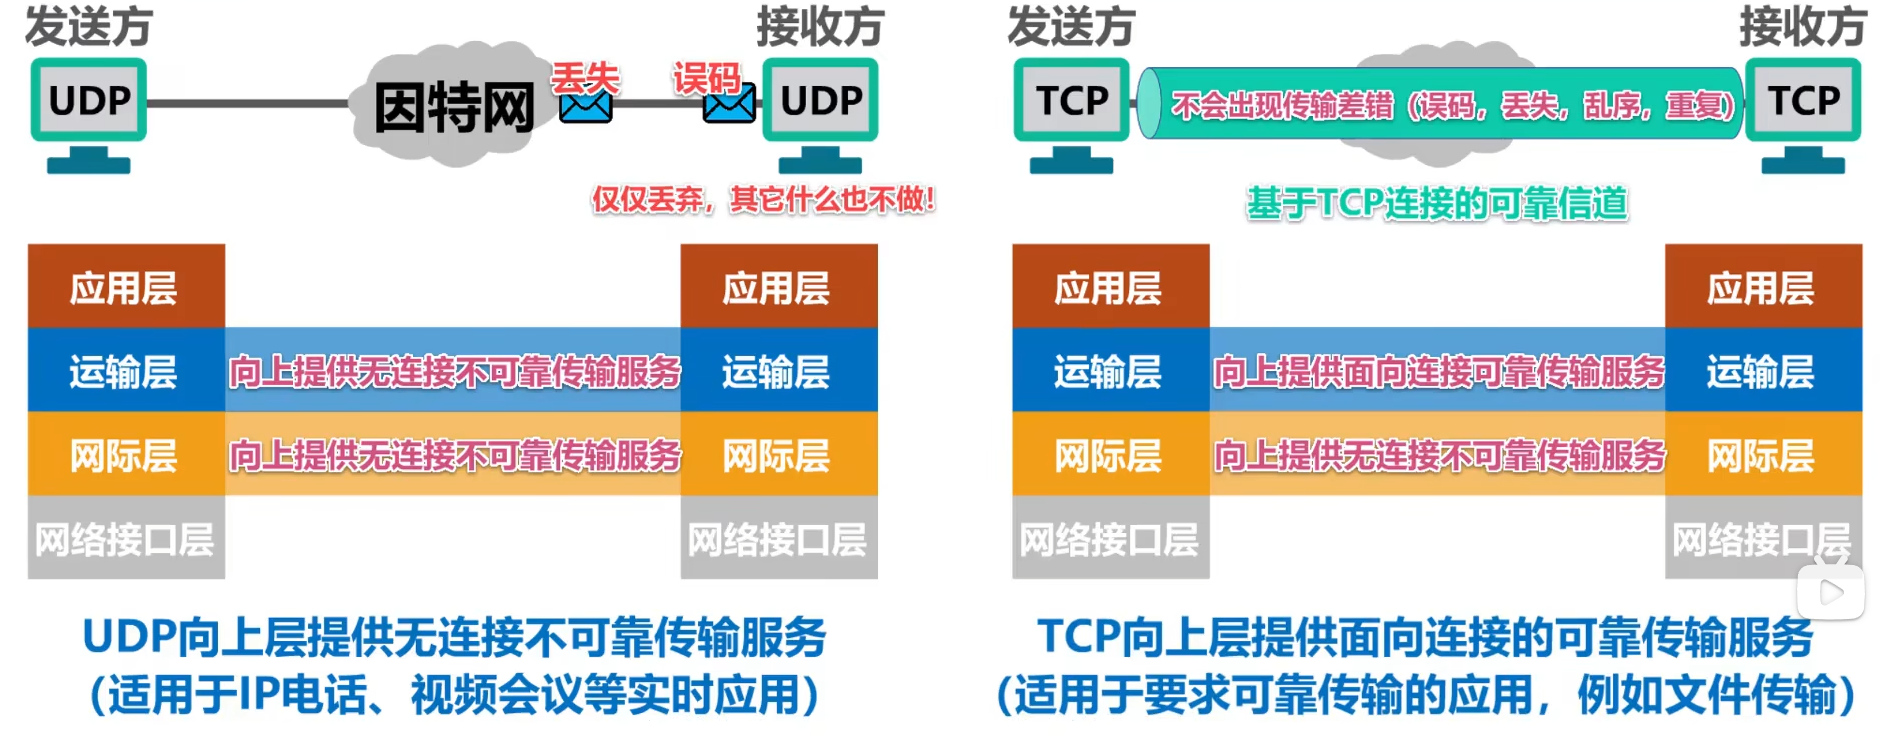 发送方
接收方
UDP
因特网
丢失
误码
UDP
仅仅丢弃，其它什么也不做！
应用层
应用层
运输层
向上提供无连接不可靠传输服务
运输层
网际层
向上提供无连接不可靠传输服务
网际层
网络接口层
网络接口层
UDP向上层提供无连接不可靠传输服务
（适用于IP电话、视频会议等实时应用）
发送方
接收方
TCP
不会出现传输差错（误码，丢失，乱序，重复）
TCP
基于TCP连接的可靠信道
应用层
应用层
运输层
向上提供面向连接可靠传输服务
运输层
网际层
向上提供无连接不可靠传输服务
网际层
网络接口层
网络接口层
TCP向上层提供面向连接的可靠传输服务
（适用于要求可靠传输的应用，例如文件传输）